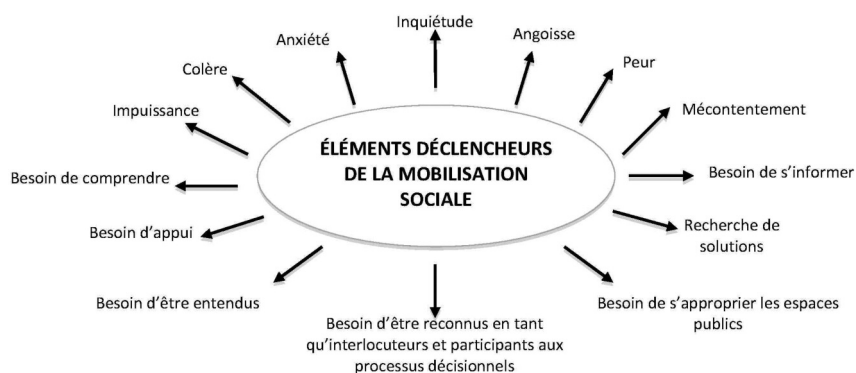 Inquiétude
Anxiété
Angoisse
Colère
Peur
Impuissance
Mécontentement
ÉLÉMENTS DÉCLENCHEURS
DE LA MOBILISATION
SOCIALE
Besoin de comprendre
Besoin de s’informer
Besoin d’appui
Recherche de
solutions
Besoin d’être entendus
Besoin de s’approprier les espaces
publics
Besoin d’être reconnus en tant
qu’interlocuteurs et participants aux
processus décisionnels